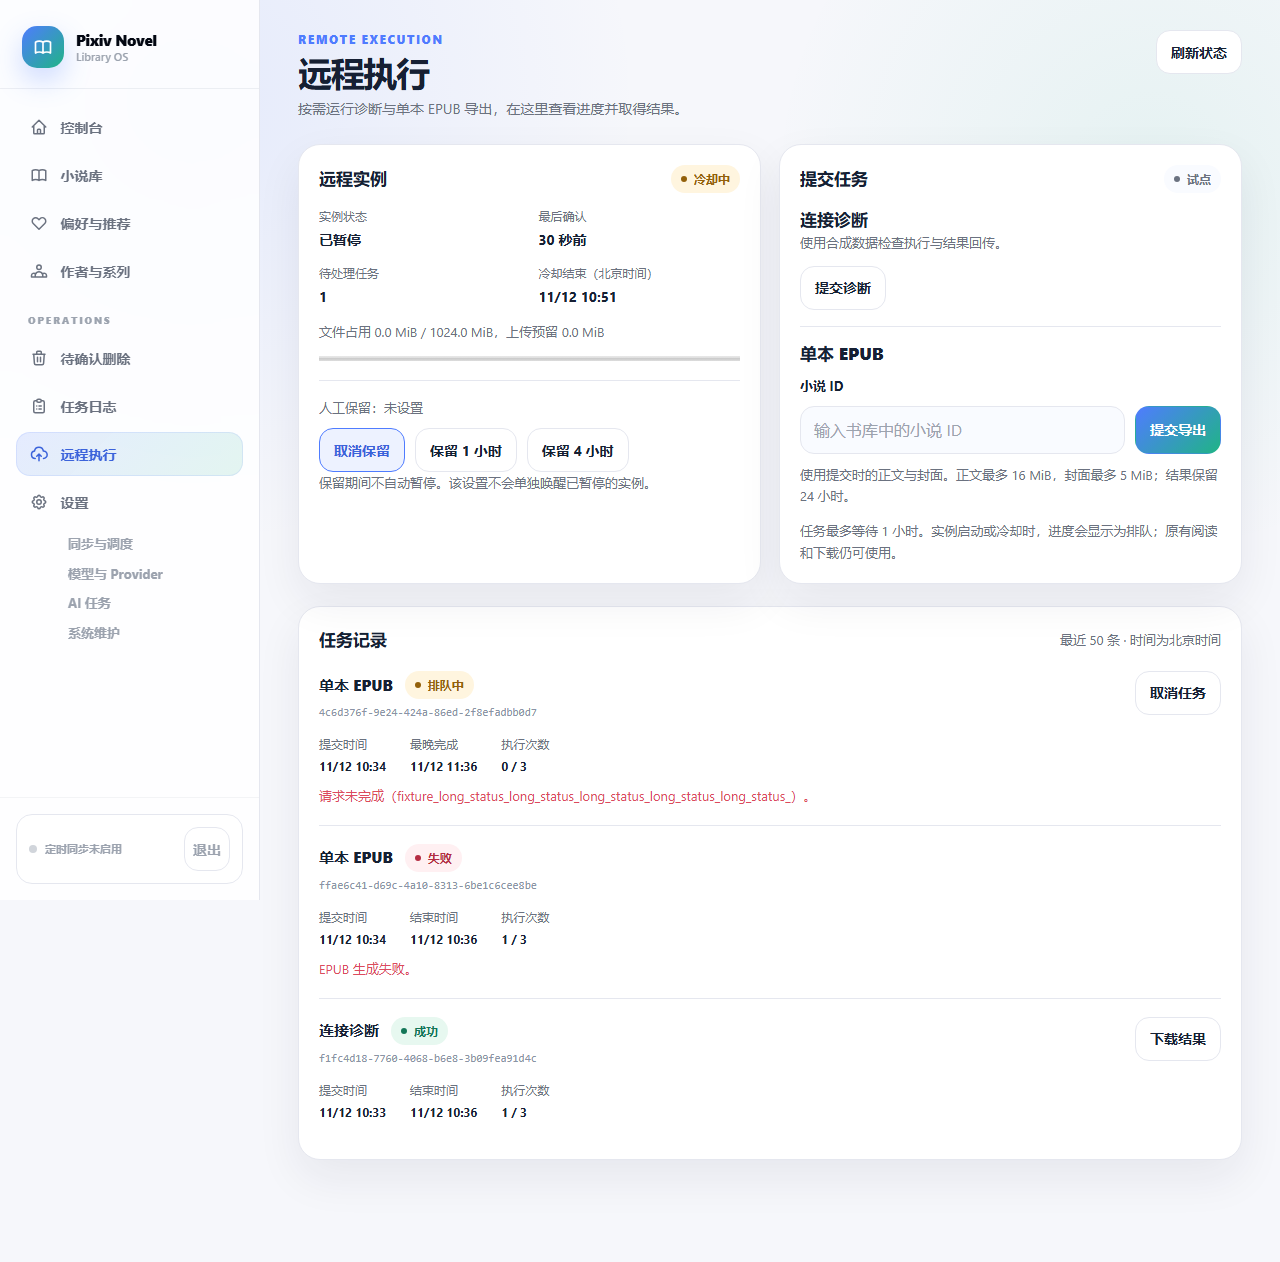 Pixiv Novel
Library OS
控制台
小说库
偏好与推荐
作者与系列
OPERATIONS
待确认删除
任务日志
远程执行
设置
同步与调度
模型与 Provider
AI 任务
系统维护
定时同步未启用
退出
REMOTE EXECUTION
远程执行
按需运行诊断与单本 EPUB 导出，在这里查看进度并取得结果。
刷新状态
远程实例
冷却中
实例状态
最后确认
已暂停
30 秒前
待处理任务
冷却结束（北京时间）
1
11/12 10:51
文件占用 0.0 MiB / 1024.0 MiB，上传预留 0.0 MiB
人工保留：未设置
取消保留
保留 1 小时
保留 4 小时
保留期间不自动暂停。该设置不会单独唤醒已暂停的实例。
提交任务
试点
连接诊断
使用合成数据检查执行与结果回传。
提交诊断
单本 EPUB
小说 ID
输入书库中的小说 ID
提交导出
使用提交时的正文与封面。正文最多 16 MiB，封面最多 5 MiB；结果保留
24 小时。
任务最多等待 1 小时。实例启动或冷却时，进度会显示为排队；原有阅读
和下载仍可使用。
任务记录
最近 50 条 · 时间为北京时间
单本 EPUB
排队中
取消任务
4c6d376f-9e24-424a-86ed-2f8efadbb0d7
提交时间
最晚完成
执行次数
11/12 10:34
11/12 11:36
0 / 3
请求未完成（fixture_long_status_long_status_long_status_long_status_long_status_）。
单本 EPUB
失败
ffae6c41-d69c-4a10-8313-6be1c6cee8be
提交时间
结束时间
执行次数
11/12 10:34
11/12 10:36
1 / 3
EPUB 生成失败。
连接诊断
成功
下载结果
f1fc4d18-7760-4068-b6e8-3b09fea91d4c
提交时间
结束时间
执行次数
11/12 10:33
11/12 10:36
1 / 3